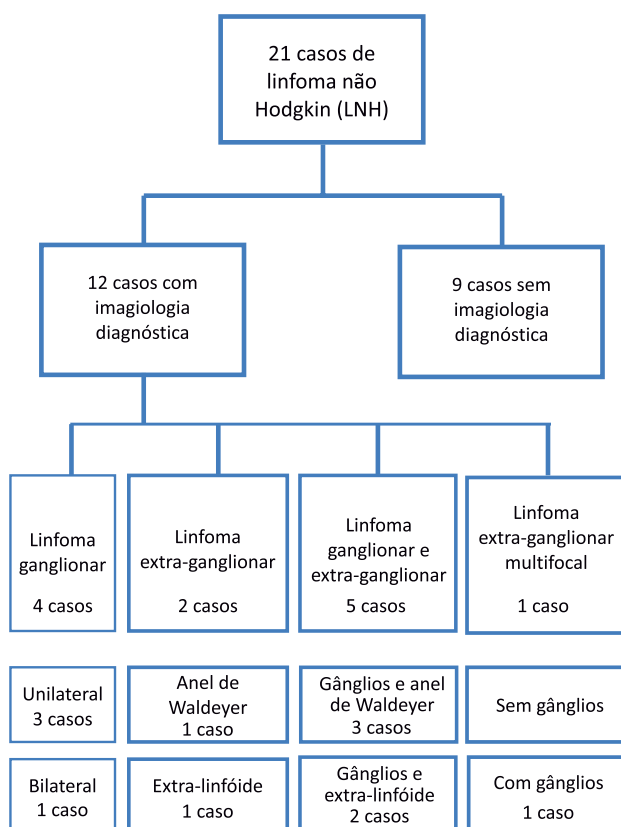 21 casos de
linfoma não
Hodgkin (LNH)
12 casos com
imagiologia
diagnóstica
9 casos sem
imagiologia
diagnóstica
Linfoma
ganglionar
4 casos
Linfoma
extra-ganglionar
2 casos
Linfoma
ganglionar e
extra-ganglionar
5 casos
Linfoma
extra-ganglionar
multifocal
1 caso
Unilateral
3 casos
Anel de
Waldeyer
1 caso
Gânglios e anel
de Waldeyer
3 casos
Sem gânglios
Bilateral
1 caso
Extra-linfóide
1 caso
Gânglios e
extra-linfóide
2 casos
Com gânglios
1 caso